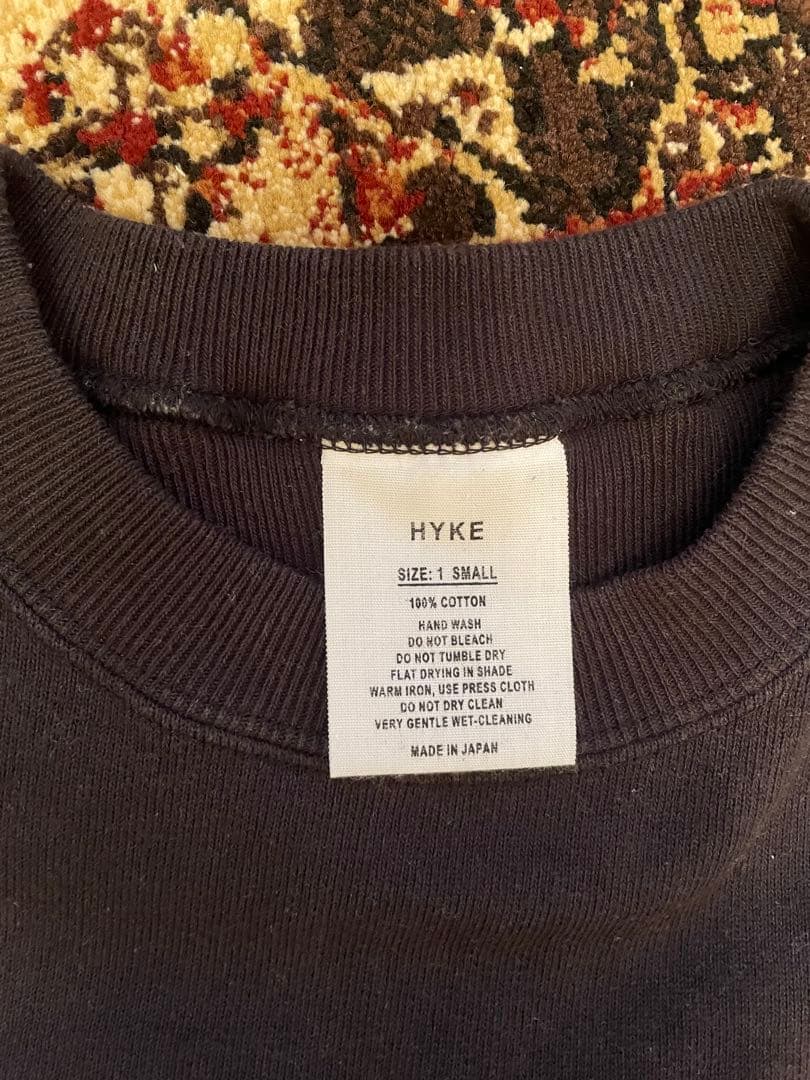 HYKE
SIZE: 1 SMALL
100% COTTON
HAND WASH
DO NOT BLEACH
DO NOT TUMBLE DRY
FLAT DRYING IN SHADE
WARM IRON, USE PRESS CLOTH
DO NOT DRY CLEAN
VERY GENTLE WET-CLEANING
MADE IN JAPAN